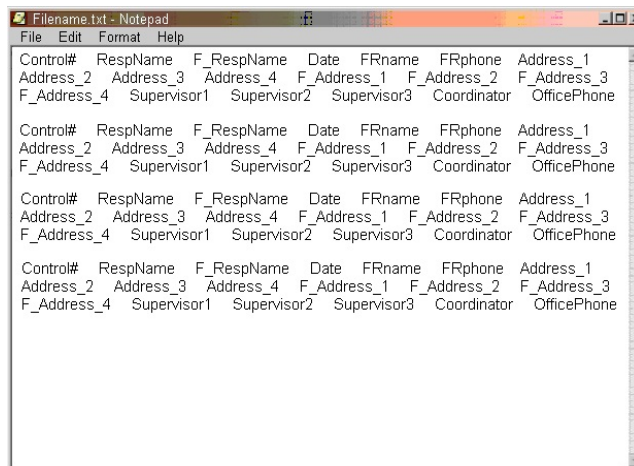 Filename.txt - Notepad
File Edit Format Help
Control# RespName F_RespName Date FRname FRphone Address_1
Address_2 Address_3 Address_4 F_Address_1 F_Address_2 F_Address_3
F_Address_4 Supervisor1 Supervisor2 Supervisor3 Coordinator OfficePhone
Control# RespName F_RespName Date FRname FRphone Address_1
Address_2 Address_3 Address_4 F_Address_1 F_Address_2 F_Address_3
F_Address_4 Supervisor1 Supervisor2 Supervisor3 Coordinator OfficePhone
Control# RespName F_RespName Date FRname FRphone Address_1
Address_2 Address_3 Address_4 F_Address_1 F_Address_2 F_Address_3
F_Address_4 Supervisor1 Supervisor2 Supervisor3 Coordinator OfficePhone
Control# RespName F_RespName Date FRname FRphone Address_1
Address_2 Address_3 Address_4 F_Address_1 F_Address_2 F_Address_3
F_Address_4 Supervisor1 Supervisor2 Supervisor3 Coordinator OfficePhone